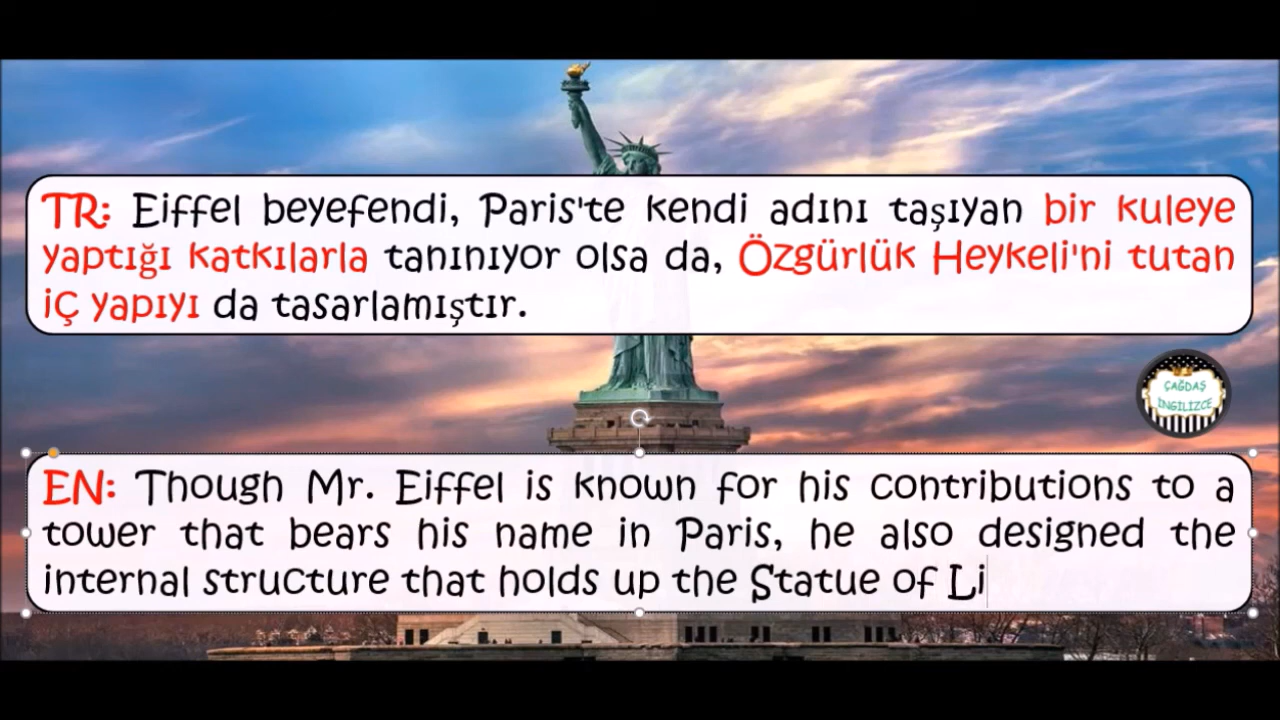 TR: Eiffel beyefendi, Paris'te kendi adını taşıyan bir kuleye
yaptığı katkılarla tanınıyor olsa da, Özgürlük Heykeli'ni tutan
iç yapıyı da tasarlamıştır.
ÇAĞDAŞ
İNGİLİZCE
EN: Though Mr. Eiffel is known for his contributions to a
tower that bears his name in Paris, he also designed the
internal structure that holds up the Statue of Li